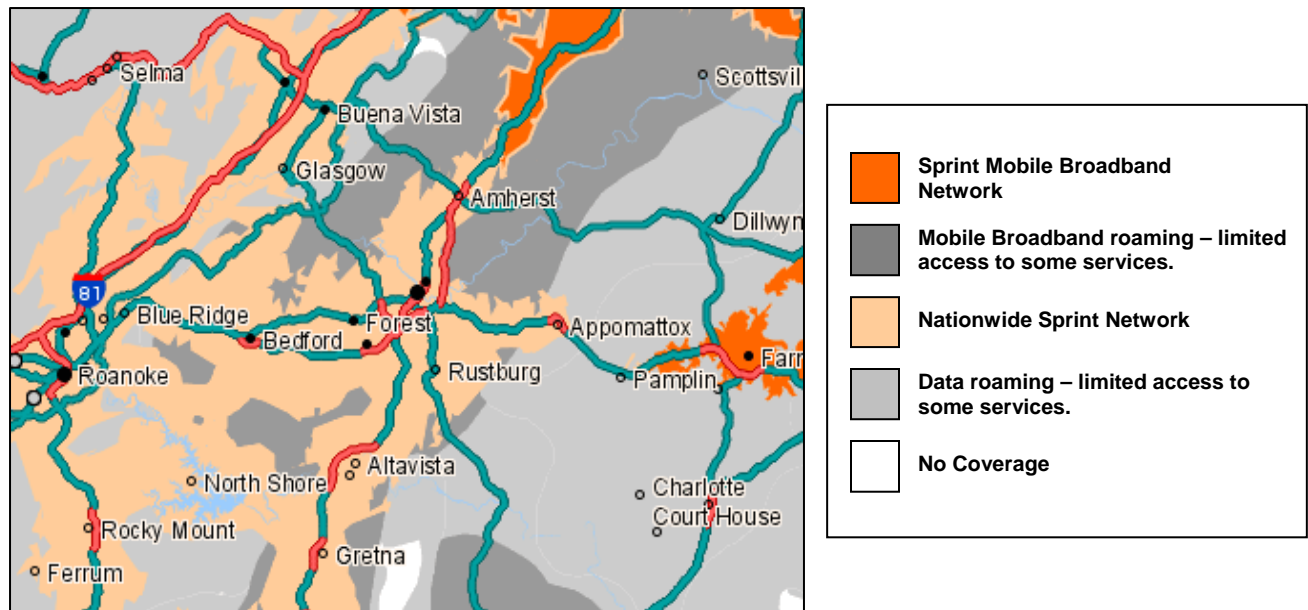 Selma
Scottsvil
Buena Vista
Glasgow
Amherst
Dillwyn
81
Blue Ridge
Forest
Appomattox
Bedford
Farr
Roanoke
Rustburg
Pamplin
Altavista
North Shore
Charlotte
Court House
Rocky Mount
Gretna
Ferrum
Sprint Mobile Broadband
Network
Mobile Broadband roaming – limited
access to some services.
Nationwide Sprint Network
Data roaming – limited access to
some services.
No Coverage